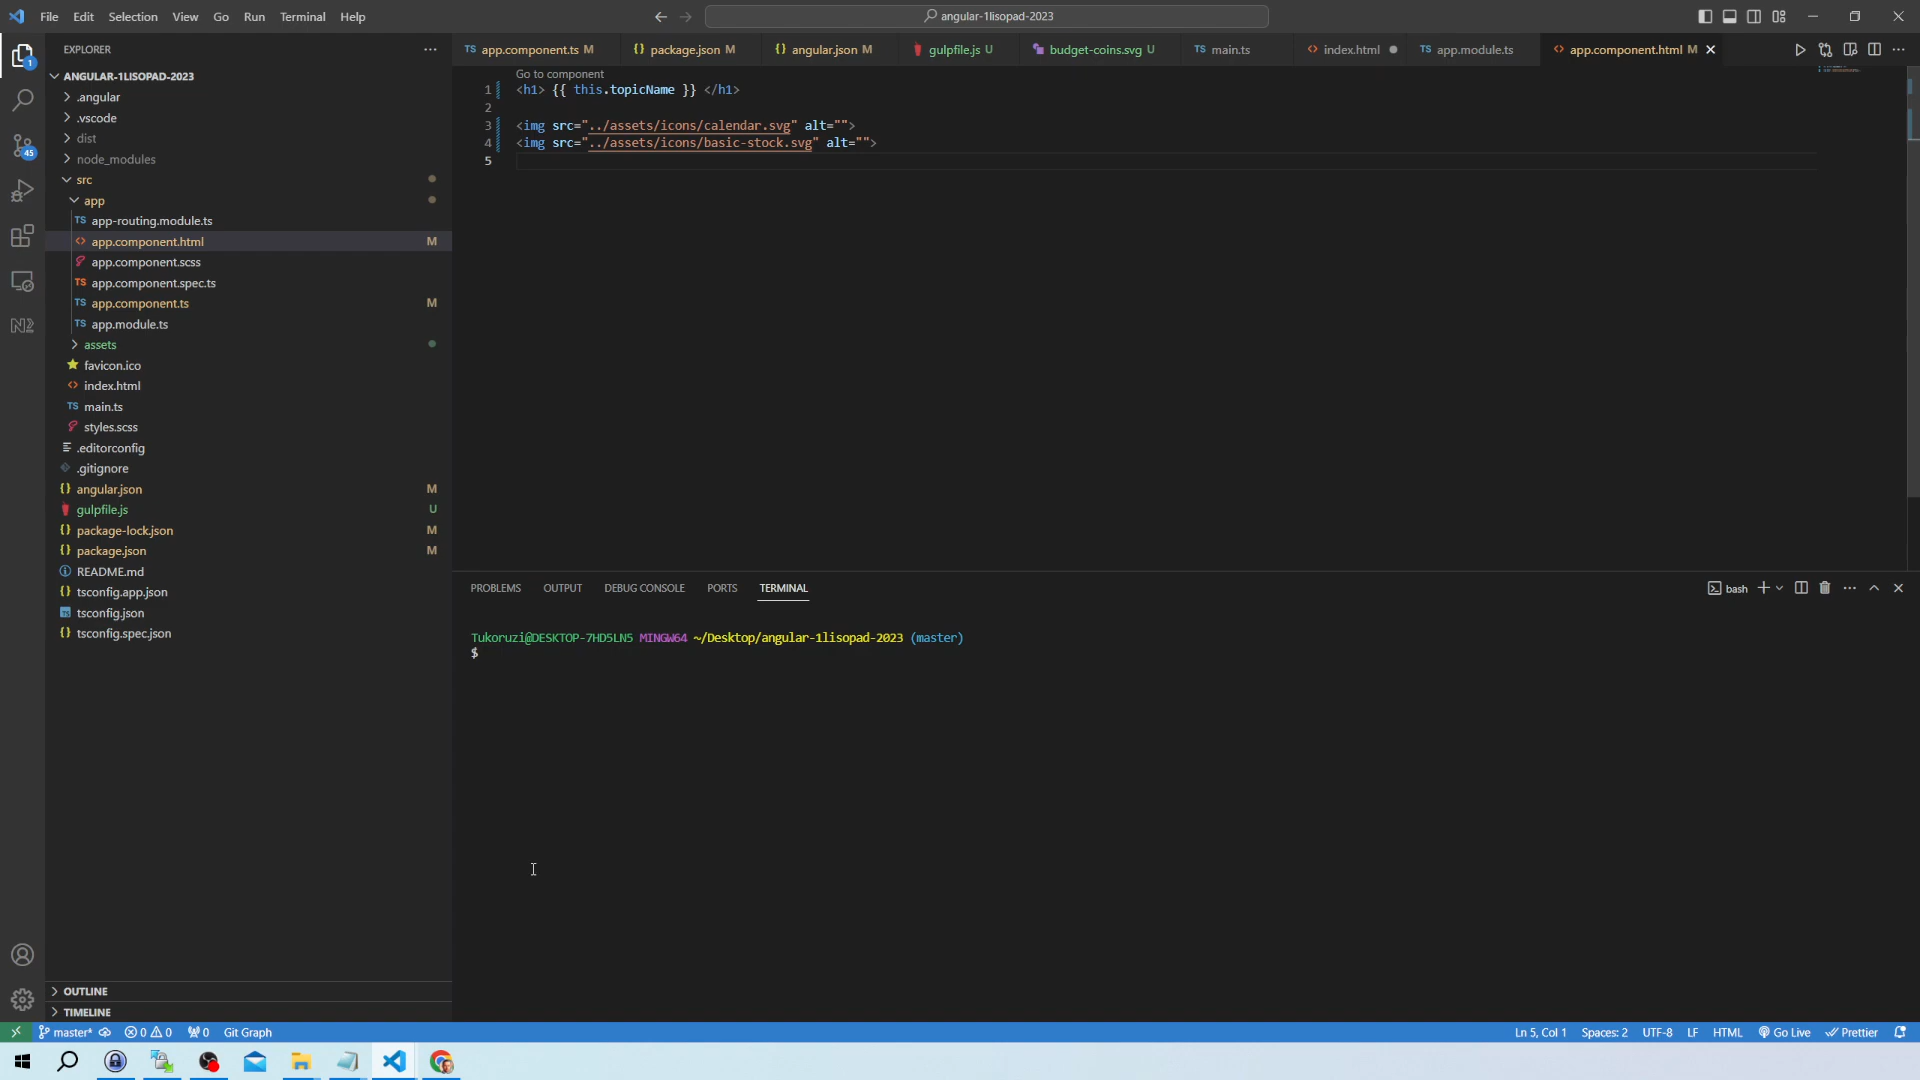 File Edit Selection View Go Run Terminal Help
angular-1lisopad-2023
EXPLORER
1
ANGULAR-1LISOPAD-2023
.angular
.vscode
dist
45
node_modules
src
app
TS app-routing.module.ts
<> app.component.html M
app.component.scss
TS app.component.spec.ts
TS app.component.ts M
TS app.module.ts
assets
favicon.ico
<> index.html
TS main.ts
styles.scss
.editorconfig
.gitignore
{} angular.json M
gulpfile.js U
{} package-lock.json M
{} package.json M
README.md
{} tsconfig.app.json
tsconfig.json
{} tsconfig.spec.json
OUTLINE
TIMELINE
TS app.component.ts M {} package.json M {} angular.json M gulpfile.js U budget-coins.svg U TS main.ts <> index.html TS app.module.ts <> app.component.html M
Go to component
1 <h1> {{ this.topicName }} </h1>
2
3 <img src="../assets/icons/calendar.svg" alt="">
4 <img src="../assets/icons/basic-stock.svg" alt="">
5
PROBLEMS OUTPUT DEBUG CONSOLE PORTS TERMINAL
bash
Tukoruzi@DESKTOP-7HD5LN5 MINGW64 ~/Desktop/angular-1lisopad-2023 (master)
$
master* 0 0 0 Git Graph
Ln 5, Col 1 Spaces: 2 UTF-8 LF HTML Go Live Prettier